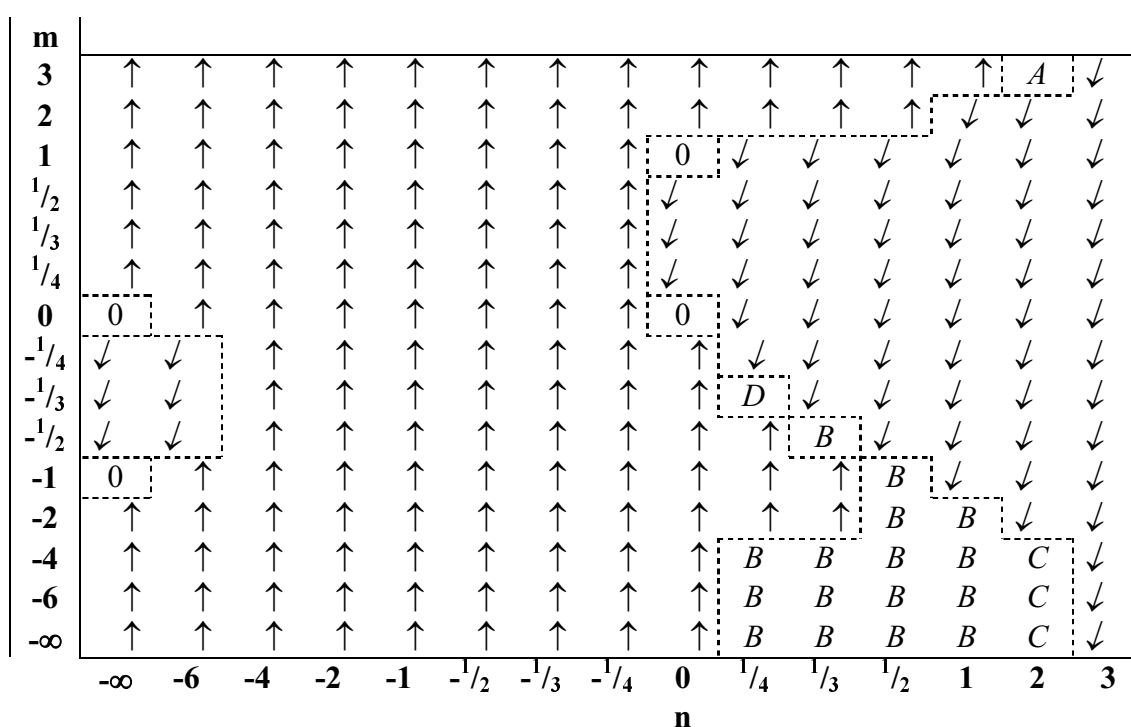 m
3 ↑ ↑ ↑ ↑ ↑ ↑ ↑ ↑ ↑ ↑ ↑ ↑ ↑ A ↙
2 ↑ ↑ ↑ ↑ ↑ ↑ ↑ ↑ ↑ ↑ ↑ ↑ ↙ ↙ ↙
1 ↑ ↑ ↑ ↑ ↑ ↑ ↑ ↑ 0 ↙ ↙ ↙ ↙ ↙ ↙
1/2 ↑ ↑ ↑ ↑ ↑ ↑ ↑ ↑ ↙ ↙ ↙ ↙ ↙ ↙ ↙
1/3 ↑ ↑ ↑ ↑ ↑ ↑ ↑ ↑ ↙ ↙ ↙ ↙ ↙ ↙ ↙
1/4 ↑ ↑ ↑ ↑ ↑ ↑ ↑ ↑ ↙ ↙ ↙ ↙ ↙ ↙ ↙
0 0 ↑ ↑ ↑ ↑ ↑ ↑ ↑ 0 ↙ ↙ ↙ ↙ ↙ ↙
-1/4 ↙ ↙ ↑ ↑ ↑ ↑ ↑ ↑ ↑ ↙ ↙ ↙ ↙ ↙ ↙
-1/3 ↙ ↙ ↑ ↑ ↑ ↑ ↑ ↑ ↑ D ↙ ↙ ↙ ↙ ↙
-1/2 ↙ ↙ ↑ ↑ ↑ ↑ ↑ ↑ ↑ ↑ B ↙ ↙ ↙ ↙
-1 0 ↑ ↑ ↑ ↑ ↑ ↑ ↑ ↑ ↑ ↑ B ↙ ↙ ↙
-2 ↑ ↑ ↑ ↑ ↑ ↑ ↑ ↑ ↑ ↑ ↑ B B ↙ ↙
-4 ↑ ↑ ↑ ↑ ↑ ↑ ↑ ↑ ↑ B B B B C ↙
-6 ↑ ↑ ↑ ↑ ↑ ↑ ↑ ↑ ↑ B B B B C ↙
-∞ ↑ ↑ ↑ ↑ ↑ ↑ ↑ ↑ ↑ B B B B C ↙
-∞ -6 -4 -2 -1 -1/2 -1/3 -1/4 0 1/4 1/3 1/2 1 2 3
n